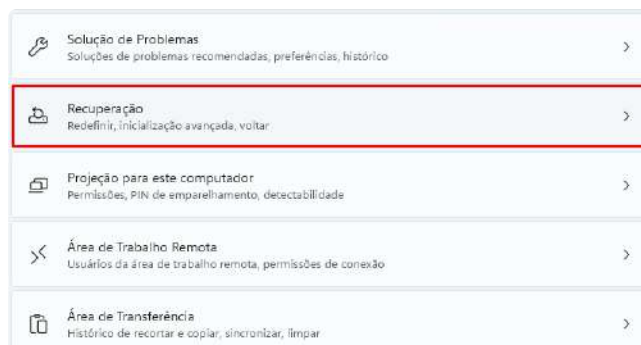 Solução de Problemas
Soluções de problemas recomendadas, preferências, histórico
Recuperação
Redefinir, inicialização avançada, voltar
Projeção para este computador
Permissões, PIN de emparelhamento, detectabilidade
Área de Trabalho Remota
Usuários da área de trabalho remota, permissões de conexão
Área de Transferência
Histórico de recortar e copiar, sincronizar, limpar